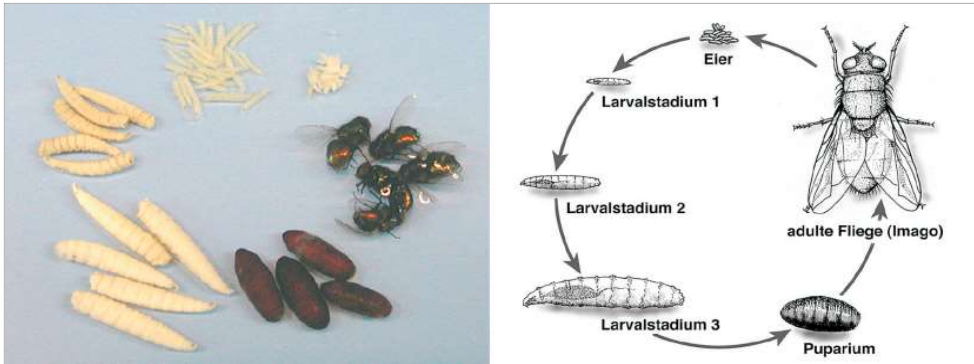 Eier
Larvalstadium 1
Larvalstadium 2
adulte Fliege (Imago)
Larvalstadium 3
Puparium